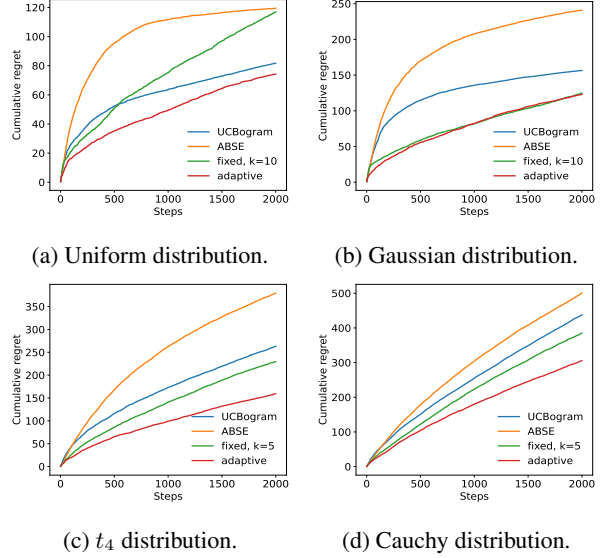 120
100
80
60
40
20
0
Cumulative regret
UCBogram
ABSE
fixed, k=10
adaptive
0 500 1000 1500 2000
Steps
(a) Uniform distribution.
250
200
150
100
50
0
Cumulative regret
UCBogram
ABSE
fixed, k=10
adaptive
0 500 1000 1500 2000
Steps
(b) Gaussian distribution.
350
300
250
200
150
100
50
0
Cumulative regret
UCBogram
ABSE
fixed, k=5
adaptive
0 500 1000 1500 2000
Steps
(c) t₄ distribution.
500
400
300
200
100
0
Cumulative regret
UCBogram
ABSE
fixed, k=5
adaptive
0 500 1000 1500 2000
Steps
(d) Cauchy distribution.